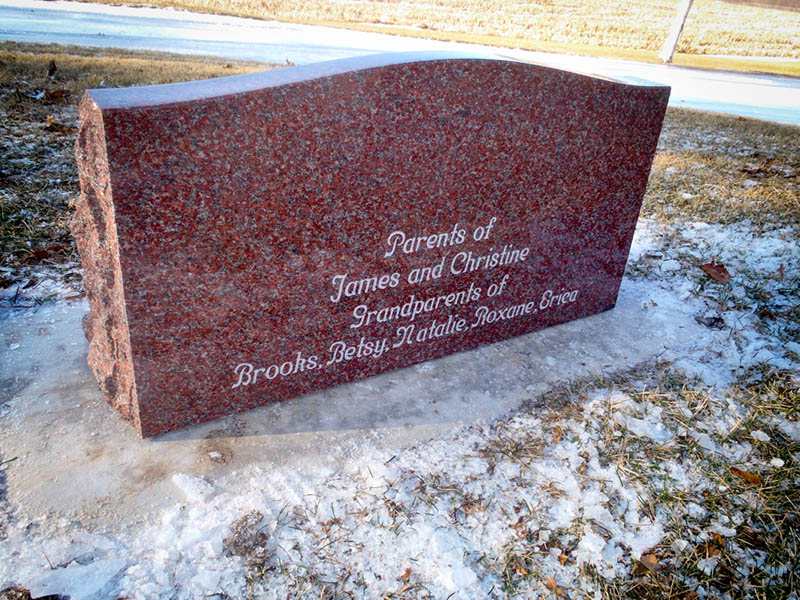 Parents of
James and Christine
Grandparents of
Brooks, Betsy, Natalie, Roxane, Erica